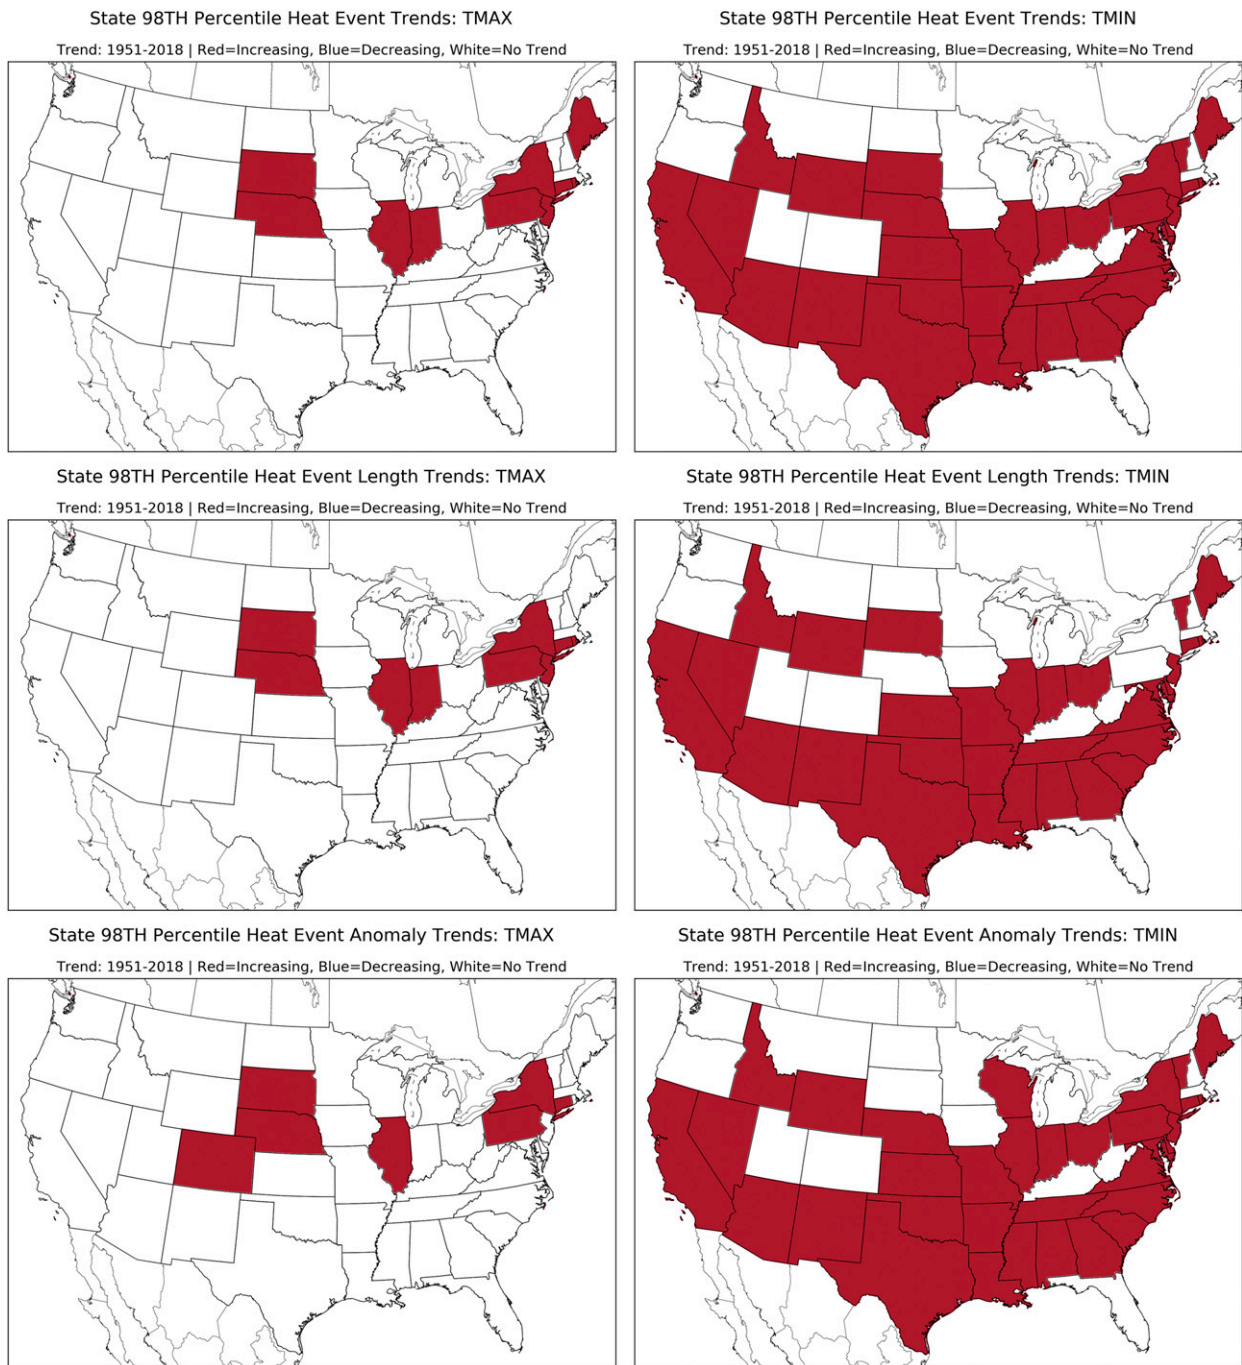 State 98TH Percentile Heat Event Trends: TMAX
Trend: 1951-2018 | Red=Increasing, Blue=Decreasing, White=No Trend
State 98TH Percentile Heat Event Trends: TMIN
Trend: 1951-2018 | Red=Increasing, Blue=Decreasing, White=No Trend
State 98TH Percentile Heat Event Length Trends: TMAX
Trend: 1951-2018 | Red=Increasing, Blue=Decreasing, White=No Trend
State 98TH Percentile Heat Event Length Trends: TMIN
Trend: 1951-2018 | Red=Increasing, Blue=Decreasing, White=No Trend
State 98TH Percentile Heat Event Anomaly Trends: TMAX
Trend: 1951-2018 | Red=Increasing, Blue=Decreasing, White=No Trend
State 98TH Percentile Heat Event Anomaly Trends: TMIN
Trend: 1951-2018 | Red=Increasing, Blue=Decreasing, White=No Trend